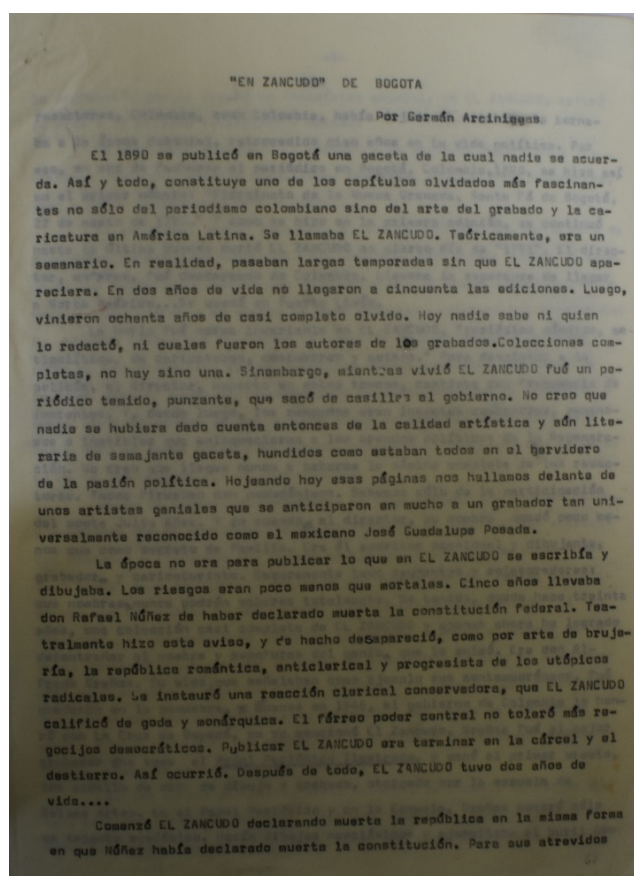 "EN ZANCUDO" DE BOGOTA
Por Germán Arciniegas
El 1890 se publicó en Bogotá una gaceta de la cual nadie se acuer-
da. Así y todo, constituye uno de los capítulos olvidados más fascinan-
tes no sólo del periodismo colombiano sino del arte del grabado y la ca-
ricatura en América Latina. Se llamaba EL ZANCUDO. Teóricamente, era un
semanario. En realidad, pasaban largas temporadas sin que EL ZANCUDO apa-
reciera. En dos años de vida no llegaron a cincuenta las ediciones. Luego,
vinieron ochenta años de casi completo olvido. Hoy nadie sabe ni quien
lo redactó, ni cuales fueron los autores de los grabados.Colecciones com-
pletas, no hay sino una. Sinembargo, mientras vivió EL ZANCUDO fué un pe-
riódico temido, punzante, que sacó de casillas al gobierno. No creo que
nadie se hubiera dado cuenta entonces de la calidad artística y aún lite-
raria de semejante gaceta, hundidos como estaban todos en el hervidero
de la pasión política. Hojeando hoy esas páginas nos hallamos delante de
unos artistas geniales que se anticiparon en mucho a un grabador tan uni-
versalmente reconocido como el mexicano José Guadalupe Posada.
La época no era para publicar lo que en EL ZANCUDO se escribía y
dibujaba. Los riesgos eran poco menos que mortales. Cinco años llevaba
don Rafael Núñez de haber declarado muerta la constitución federal. Tea-
tralmente hizo este aviso, y de hecho desapareció, como por arte de bruje-
ría, la república romántica, anticlerical y progresista de los utópicos
radicales. Se instauró una reacción clerical conservadora, que EL ZANCUDO
calificó de goda y monárquica. El férreo poder central no toleró más re-
gocijos democráticos. Publicar EL ZANCUDO era terminar en la cárcel y el
destierro. Así ocurrió. Después de todo, EL ZANCUDO tuvo dos años de
vida....
Comenzó EL ZANCUDO declarando muerta la república en la misma forma
en que Núñez había declarado muerta la constitución. Para sus atrevidos